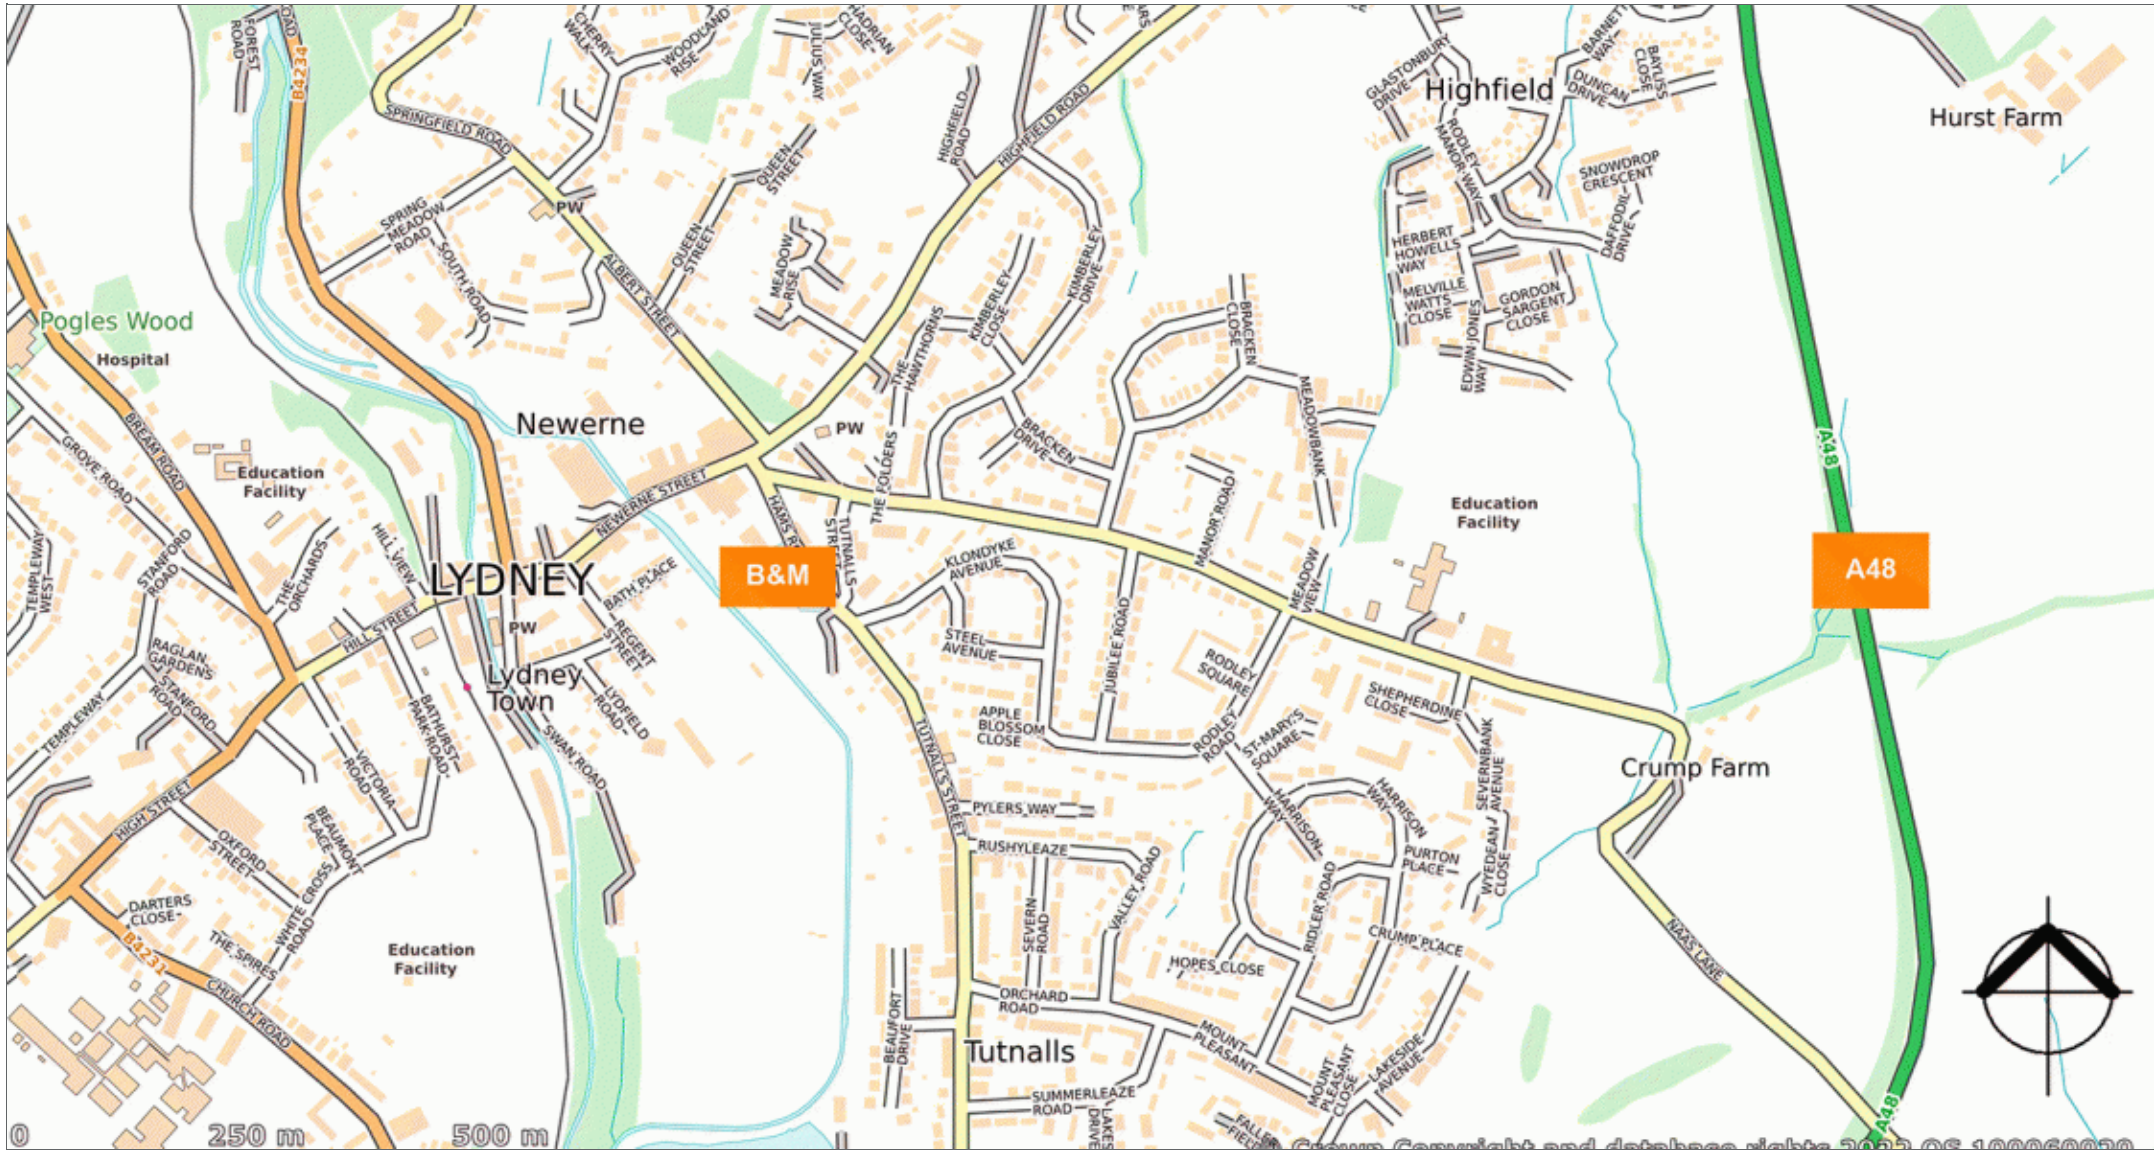 FOREST
ROAD
ROAD
B4234
CHERRY
WALK
WOODLAND
RISE
JULIUS WAY
HADRIAN
CLOSE
SPRINGFIELD ROAD
HIGHFIELD
ROAD
HIGHFIELD ROAD
GLASTONBURY
DRIVE
Highfield
BARNETT
WAY
BAYLISS
CLOSE
DUNCAN
DRIVE
Hurst Farm
RODLEY
MANOR WAY
SNOWDROP
CRESCENT
DAFFODIL
DRIVE
QUEEN
STREET
PW
SPRING
MEADOW
ROAD
SOUTH ROAD
QUEEN
STREET
ALBERT STREET
MEADOW
RISE
KIMBERLEY
DRIVE
KIMBERLEY
CLOSE
THE
HAWTHORNS
HERBERT
HOWELLS
WAY
MELVILLE
WATTS
CLOSE
GORDON
SARGENT
CLOSE
EDWIN JONES
WAY
BRACKEN
CLOSE
MEADOWBANK
Pogles Wood
Hospital
BREAM ROAD
Newerne
PW
BRACKEN
DRIVE
A48
GROVE ROAD
Education
Facility
THE FOLDERS
NEWERNE STREET
MANOR ROAD
Education
Facility
TEMPLEWAY
WEST
STANFORD
ROAD
THE
ORCHARDS
HILL VIEW
LYDNEY
BATH PLACE
B&M
TUTNALLS
STREET
KLONDYKE
AVENUE
MEADOW
VIEW
A48
HILL STREET
PW
REGENT
STREET
STEEL
AVENUE
JUBILEE ROAD
RODLEY
SQUARE
RAGLAN
GARDENS
STANFORD
ROAD
TEMPLEWAY
Lydney
Town
LYDFIELD
ROAD
BATHURST
PARK ROAD
SWAN ROAD
APPLE
BLOSSOM
CLOSE
RODLEY
ROAD
ST-MARY'S
SQUARE
SHEPHERDINE
CLOSE
SEVERNBANK
AVENUE
Crump Farm
VICTORIA
ROAD
TUTNALLS STREET
HIGH STREET
OXFORD
STREET
BEAUMONT
PLACE
PYLERS WAY
RUSHYLEAZE
HARRISON
WAY
HARRISON
WAY
PURTON
PLACE
WYEDEAN
CLOSE
VALLEY ROAD
SEVERN
ROAD
RIDLER ROAD
DARTERS
CLOSE
WHITE CROSS
ROAD
THE SPIRES
B4231
Education
Facility
CRUMP PLACE
HOPES CLOSE
NAAS LANE
CHURCH ROAD
BEAUFORT
DRIVE
ORCHARD
ROAD
Tutnalls
MOUNT
PLEASANT
MOUNT
PLEASANT
CLOSE
LAKESIDE
AVENUE
SUMMERLEAZE
ROAD
A48
0
250 m
500 m